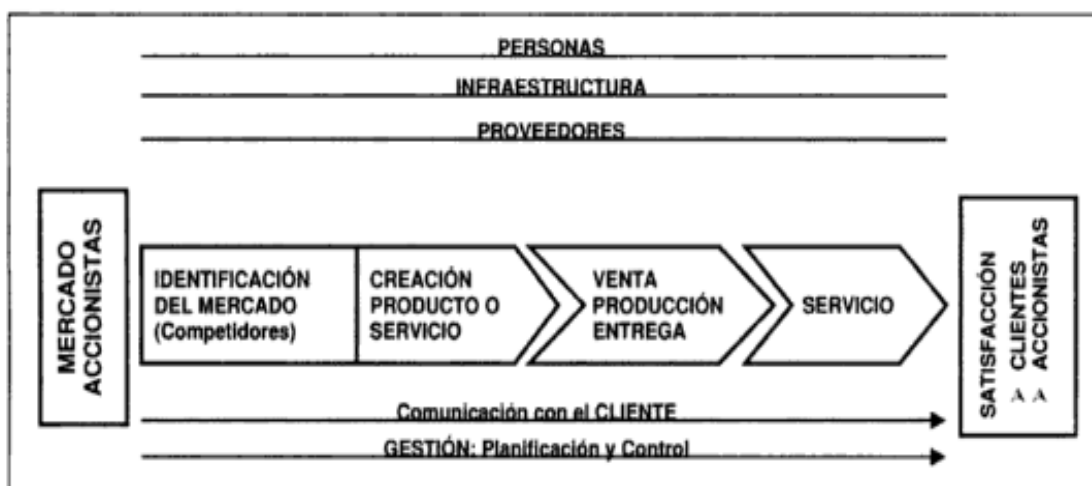 PERSONAS
INFRAESTRUCTURA
PROVEEDORES
MERCADO
ACCIONISTAS
IDENTIFICACIÓN
DEL MERCADO
(Competidores)
CREACIÓN
PRODUCTO O
SERVICIO
VENTA
PRODUCCIÓN
ENTREGA
SERVICIO
SATISFACCIÓN
➢ CLIENTES
➢ ACCIONISTAS
Comunicación con el CLIENTE
GESTIÓN: Planificación y Control